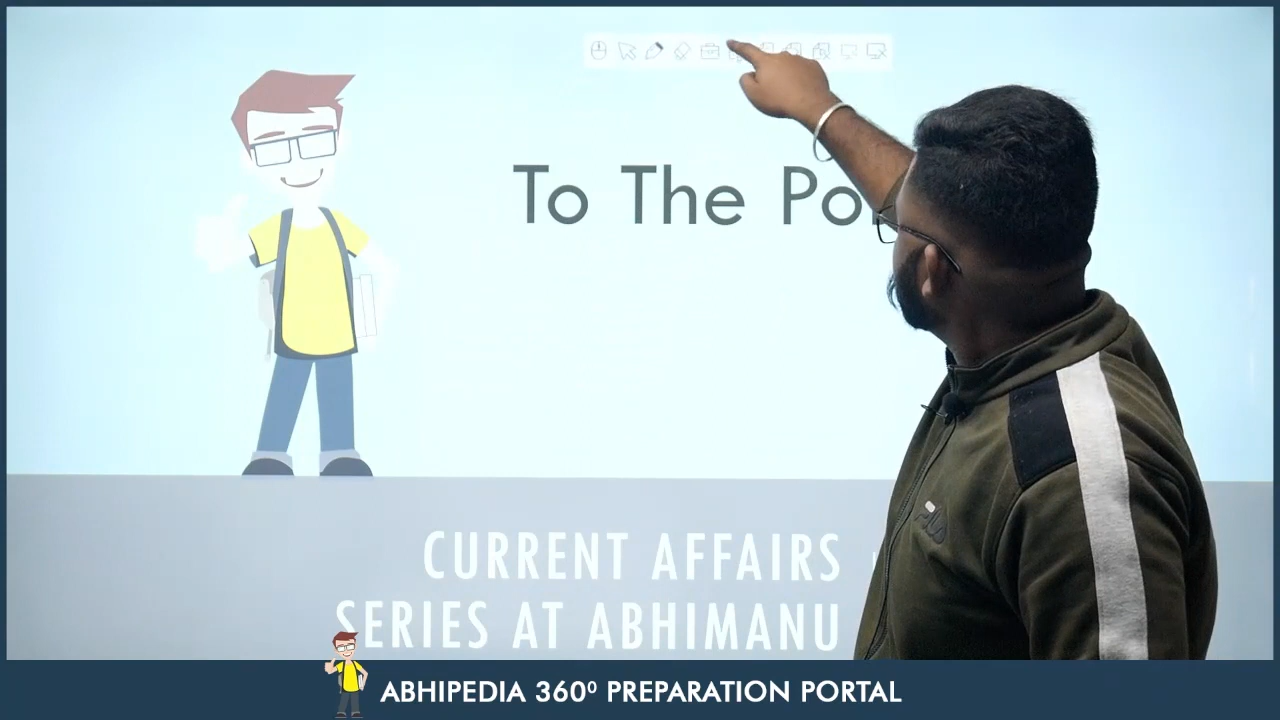 To The Po
CURRENT AFFAIRS
SERIES AT ABHIMANU
ABHIPEDIA 360⁰ PREPARATION PORTAL